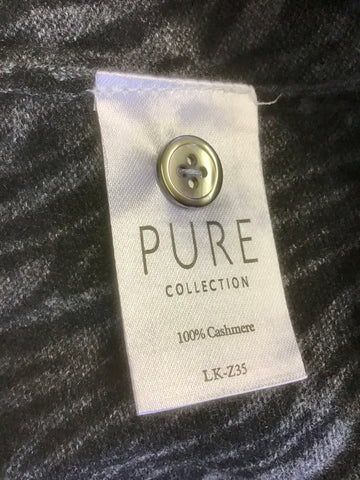 PURE
COLLECTION
100% Cashmere
LK-Z35